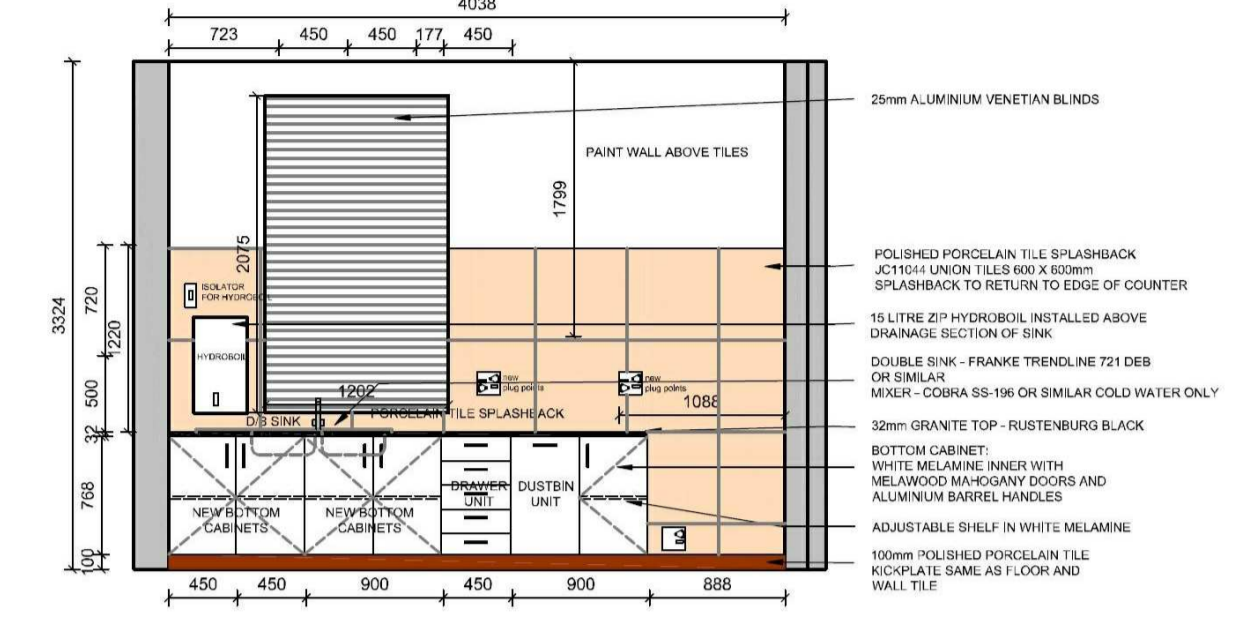 4038
723 450 450 177 450
25mm ALUMINIUM VENETIAN BLINDS
PAINT WALL ABOVE TILES
1799
2075
POLISHED PORCELAIN TILE SPLASHBACK
JC11044 UNION TILES 600 X 600mm
SPLASHBACK TO RETURN TO EDGE OF COUNTER
ISOLATOR
FOR HYDROBOIL
3324
720
1220
500
32
768
100
15 LITRE ZIP HYDROBOIL INSTALLED ABOVE
DRAINAGE SECTION OF SINK
HYDROBOIL
DOUBLE SINK - FRANKE TRENDLINE 721 DEB
OR SIMILAR
MIXER - COBRA SS-196 OR SIMILAR COLD WATER ONLY
new
plug points
new
plug points
1202
1088
PORCELAIN TILE SPLASHBACK
D/B SINK
32mm GRANITE TOP - RUSTENBURG BLACK
BOTTOM CABINET:
WHITE MELAMINE INNER WITH
MELAWOOD MAHOGANY DOORS AND
ALUMINIUM BARREL HANDLES
DRAWER
UNIT
DUSTBIN
UNIT
NEW BOTTOM
CABINETS
NEW BOTTOM
CABINETS
ADJUSTABLE SHELF IN WHITE MELAMINE
100mm POLISHED PORCELAIN TILE
KICKPLATE SAME AS FLOOR AND
WALL TILE
450 450 900 450 900 888